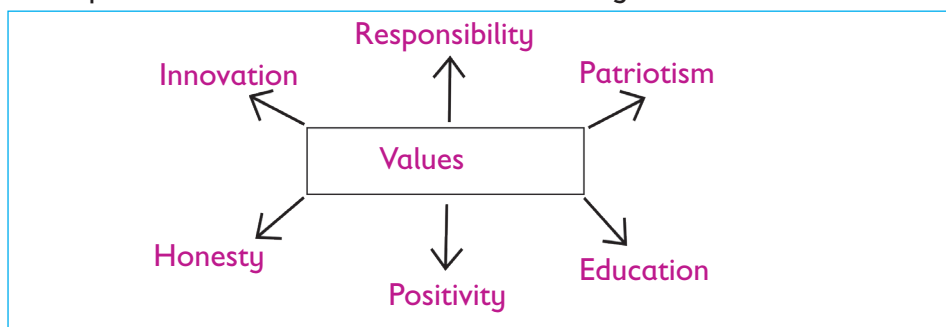 Responsibility
Innovation
Patriotism
Values
Honesty
Education
Positivity